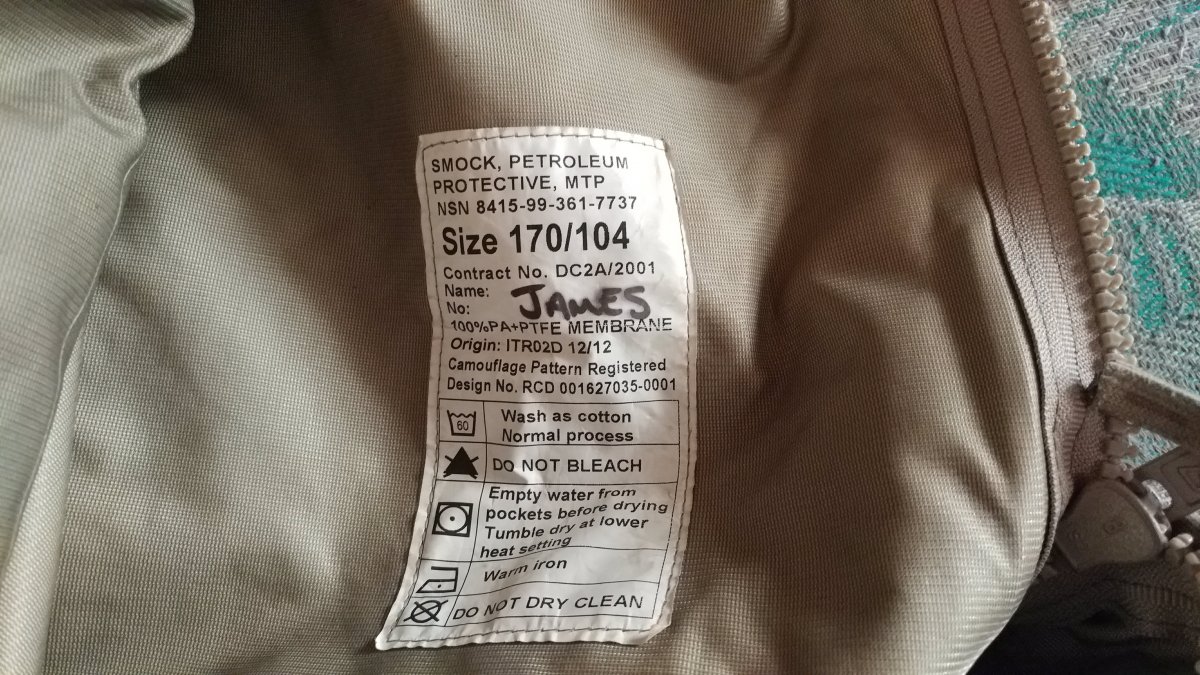 SMOCK, PETROLEUM
PROTECTIVE, MTP
NSN 8415-99-361-7737
Size 170/104
Contract No. DC2A/2001
Name: JAMES
No:
100%PA+PTFE MEMBRANE
Origin: ITR02D 12/12
Camouflage Pattern Registered
Design No. RCD 001627035-0001
60
Wash as cotton
Normal process
DO NOT BLEACH
Empty water from
pockets before drying
Tumble dry at lower
heat setting
Warm iron
DO NOT DRY CLEAN